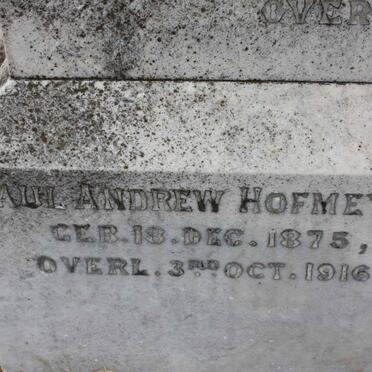 OVER
AUL ANDREW HOFME
GEB. 18. DEC. 1875,
OVERL. 3RD OCT. 1916